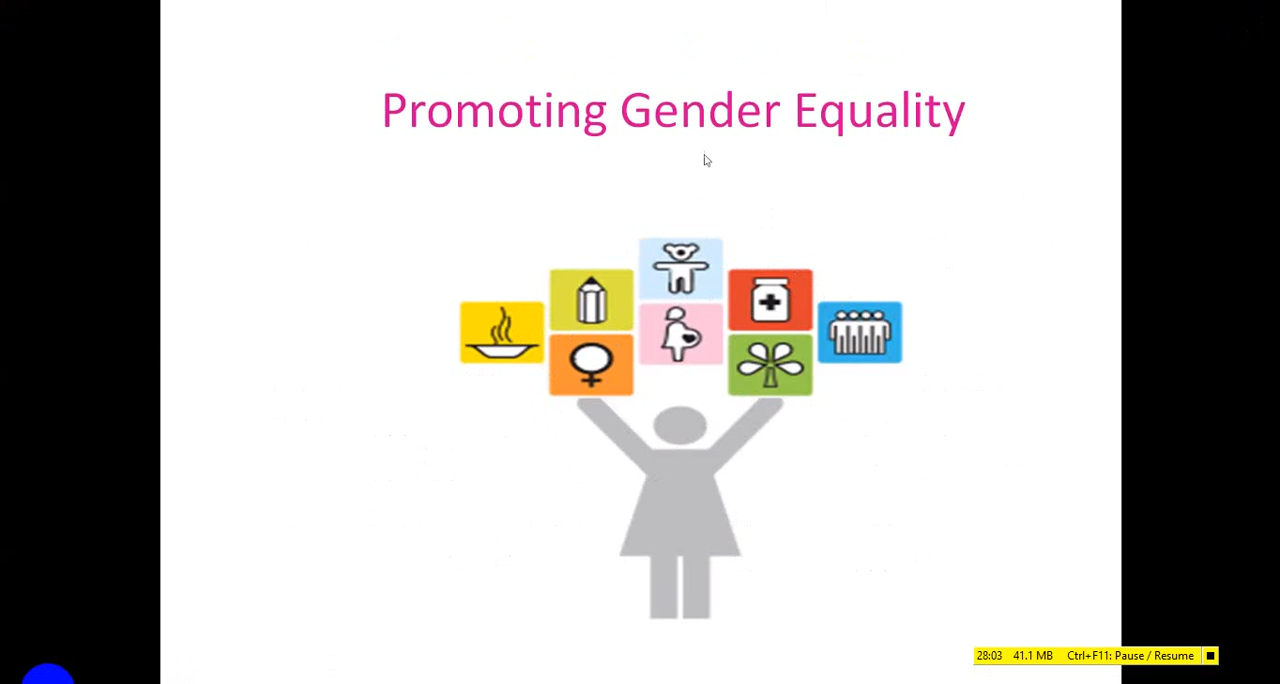 Promoting Gender Equality
28:03 41.1 MB Ctrl+F11: Pause / Resume